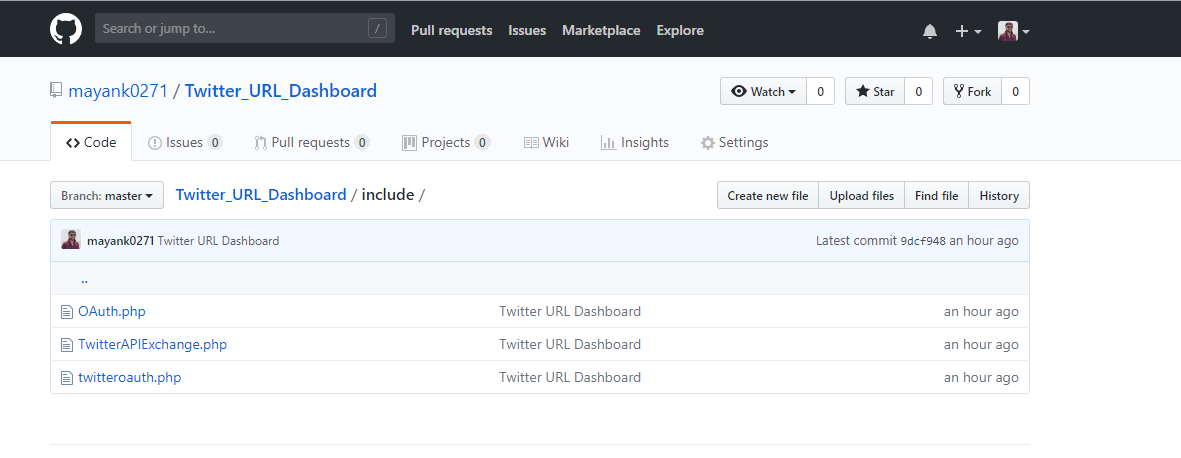 Search or jump to... / Pull requests Issues Marketplace Explore
mayank0271 / Twitter_URL_Dashboard Watch 0 Star 0 Fork 0
Code Issues 0 Pull requests 0 Projects 0 Wiki Insights Settings
Branch: master Twitter_URL_Dashboard / include / Create new file Upload files Find file History
mayank0271 Twitter URL Dashboard Latest commit 9dcf948 an hour ago
..
OAuth.php Twitter URL Dashboard an hour ago
TwitterAPIExchange.php Twitter URL Dashboard an hour ago
twitteroauth.php Twitter URL Dashboard an hour ago